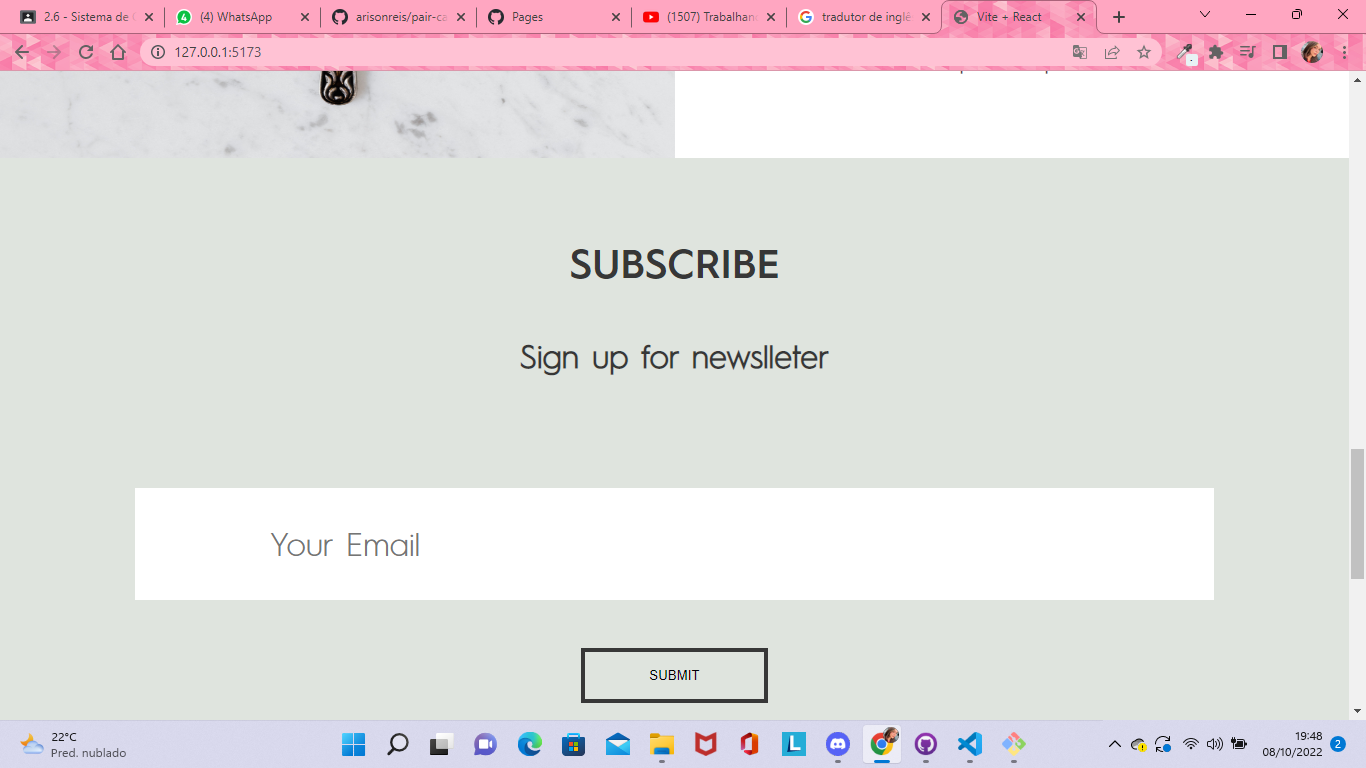 2.6 - Sistema de
(4) WhatsApp
arisonreis/pair-ca
Pages
(1507) Trabalhan
tradutor de inglê
Vite + React
127.0.0.1:5173
SUBSCRIBE
Sign up for newslleter
Your Email
SUBMIT
22°C
Pred. nublado
19:48
08/10/2022
2